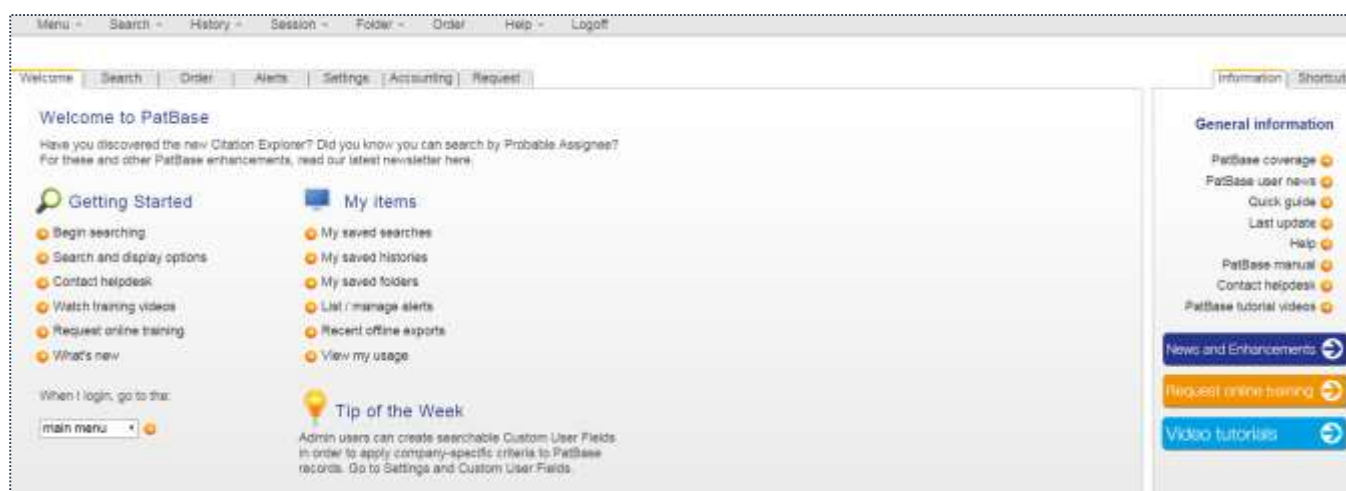 Menu Search History Session Folder Order Help Logoff
Welcome Search Order Alerts Settings Accounting Request
Information Shortcut
Welcome to PatBase
Have you discovered the new Citation Explorer? Did you know you can search by Probable Assignee?
For these and other PatBase enhancements, read our latest newsletter here.
Getting Started
Begin searching
Search and display options
Contact helpdesk
Watch training videos
Request online training
What's new
When I login, go to the:
main menu
My items
My saved searches
My saved histories
My saved folders
List / manage alerts
Recent offline exports
View my usage
Tip of the Week
Admin users can create searchable Custom User Fields
in order to apply company-specific criteria to PatBase
records. Go to Settings and Custom User Fields.
General information
PatBase coverage
PatBase user news
Quick guide
Last update
Help
PatBase manual
Contact helpdesk
PatBase tutorial videos
News and Enhancements
Request online training
Video tutorials